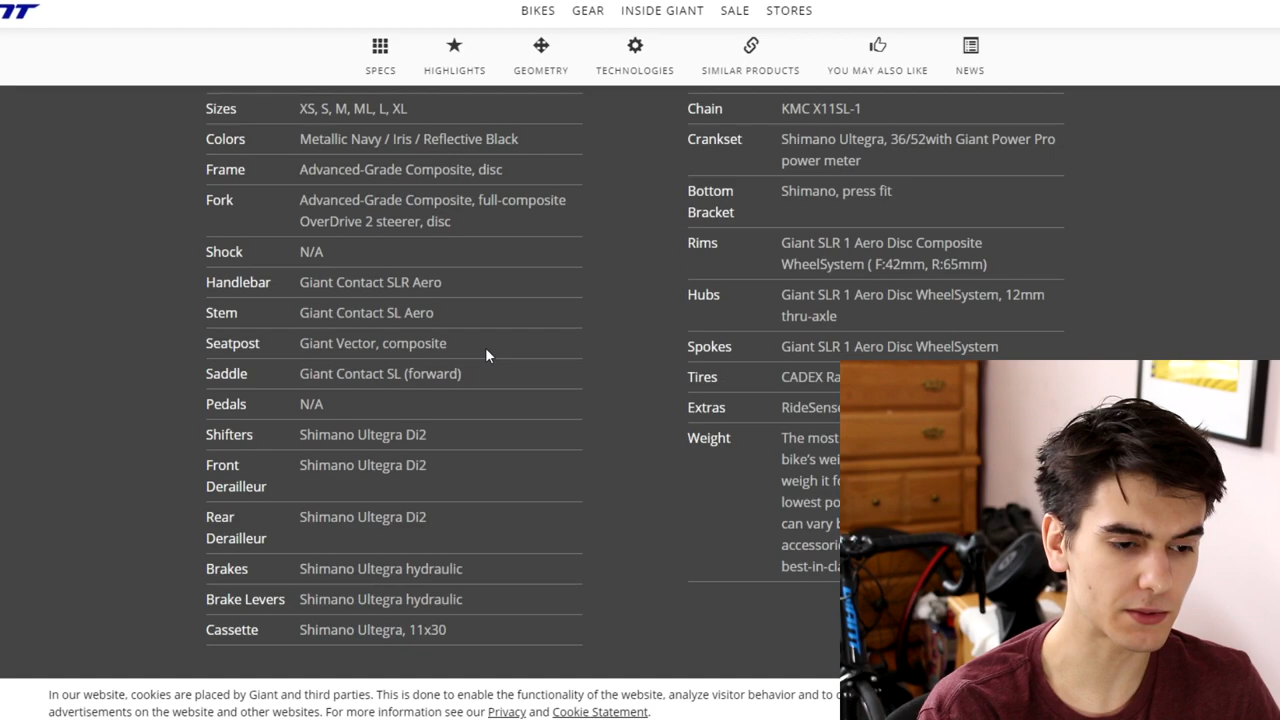 BIKES GEAR INSIDE GIANT SALE STORES
SPECS HIGHLIGHTS GEOMETRY TECHNOLOGIES SIMILAR PRODUCTS YOU MAY ALSO LIKE NEWS
Sizes XS, S, M, ML, L, XL
Colors Metallic Navy / Iris / Reflective Black
Frame Advanced-Grade Composite, disc
Fork Advanced-Grade Composite, full-composite
OverDrive 2 steerer, disc
Shock N/A
Handlebar Giant Contact SLR Aero
Stem Giant Contact SL Aero
Seatpost Giant Vector, composite
Saddle Giant Contact SL (forward)
Pedals N/A
Shifters Shimano Ultegra Di2
Front Shimano Ultegra Di2
Derailleur
Rear Shimano Ultegra Di2
Derailleur
Brakes Shimano Ultegra hydraulic
Brake Levers Shimano Ultegra hydraulic
Cassette Shimano Ultegra, 11x30
Chain KMC X11SL-1
Crankset Shimano Ultegra, 36/52with Giant Power Pro
power meter
Bottom Shimano, press fit
Bracket
Rims Giant SLR 1 Aero Disc Composite
WheelSystem ( F:42mm, R:65mm)
Hubs Giant SLR 1 Aero Disc WheelSystem, 12mm
thru-axle
Spokes Giant SLR 1 Aero Disc WheelSystem
Tires CADEX
Extras RideSense
Weight The most
bike's
weigh it
lowest
can vary
best-in-
In our website, cookies are placed by Giant and third parties. This is done to enable the functionality of the website, analyze visitor behavior and to
advertisements on the website and other websites. For more information see our Privacy and Cookie Statement.